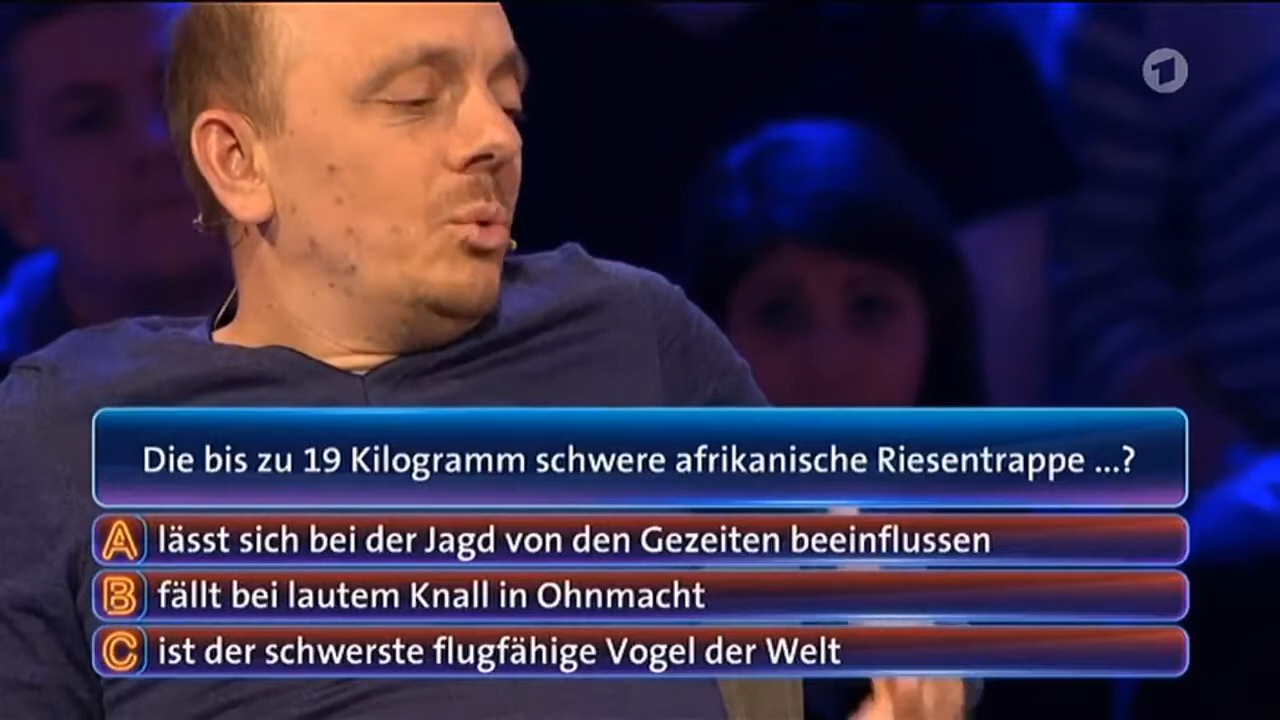 Die bis zu 19 Kilogramm schwere afrikanische Riesentrappe ...?
A lässt sich bei der Jagd von den Gezeiten beeinflussen
B fällt bei lautem Knall in Ohnmacht
C ist der schwerste flugfähige Vogel der Welt